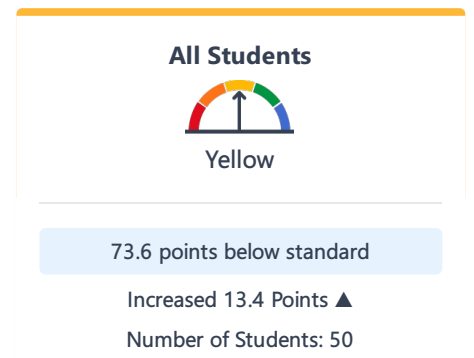 All Students
Yellow
73.6 points below standard
Increased 13.4 Points ▲
Number of Students: 50